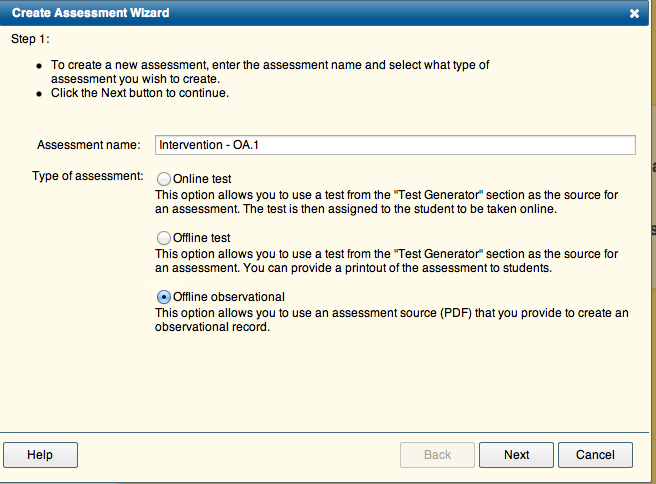 Create Assessment Wizard
Step 1:
• To create a new assessment, enter the assessment name and select what type of
assessment you wish to create.
• Click the Next button to continue.
Assessment name: Intervention - OA.1
Type of assessment: Online test
This option allows you to use a test from the "Test Generator" section as the source for
an assessment. The test is then assigned to the student to be taken online.
Offline test
This option allows you to use a test from the "Test Generator" section as the source for
an assessment. You can provide a printout of the assessment to students.
Offline observational
This option allows you to use an assessment source (PDF) that you provide to create an
observational record.
Help Back Next Cancel